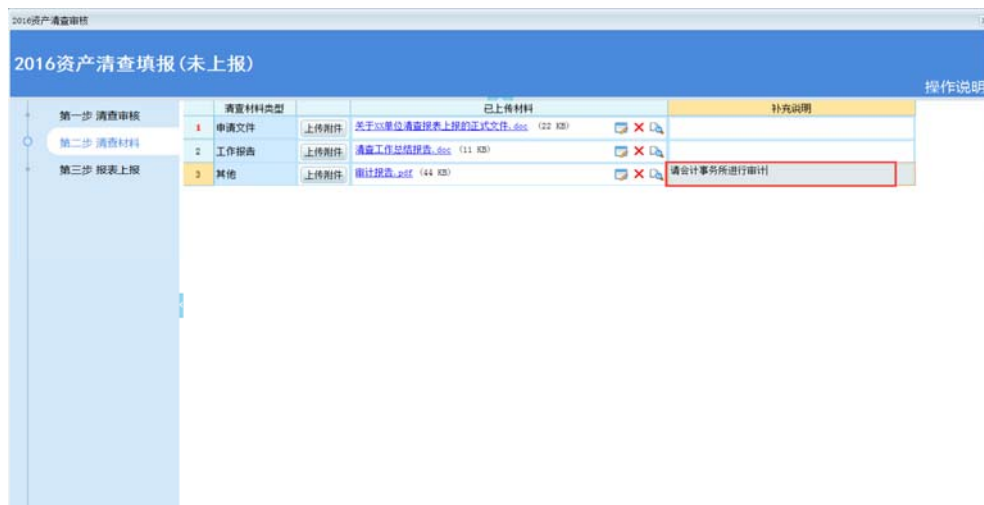 2016资产清查审核
2016资产清查填报(未上报)
操作说明
第一步 清查审核
第二步 清查材料
第三步 报表上报
清查材料类型 已上传材料 补充说明
1 申请文件 上传附件 关于XX单位清查报表上报的正式文件.doc (22 KB)
2 工作报告 上传附件 清查工作总结报告.doc (11 KB)
3 其他 上传附件 审计报告.pdf (44 KB) 请会计事务所进行审计